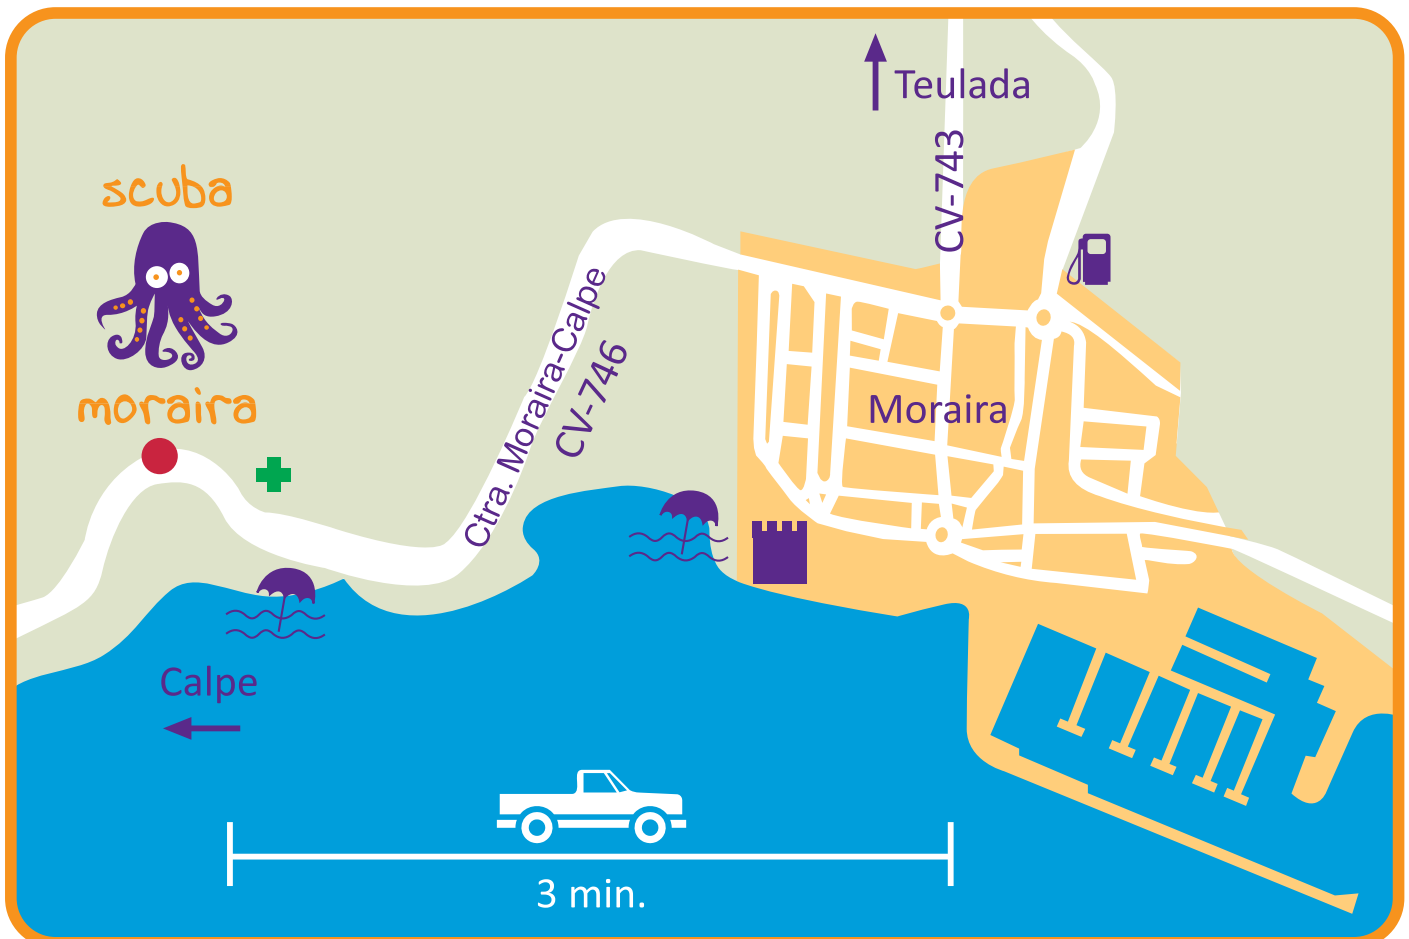 Teulada
CV-743
scuba
moraira
Ctra. Moraira-Calpe
CV-746
Moraira
Calpe
3 min.